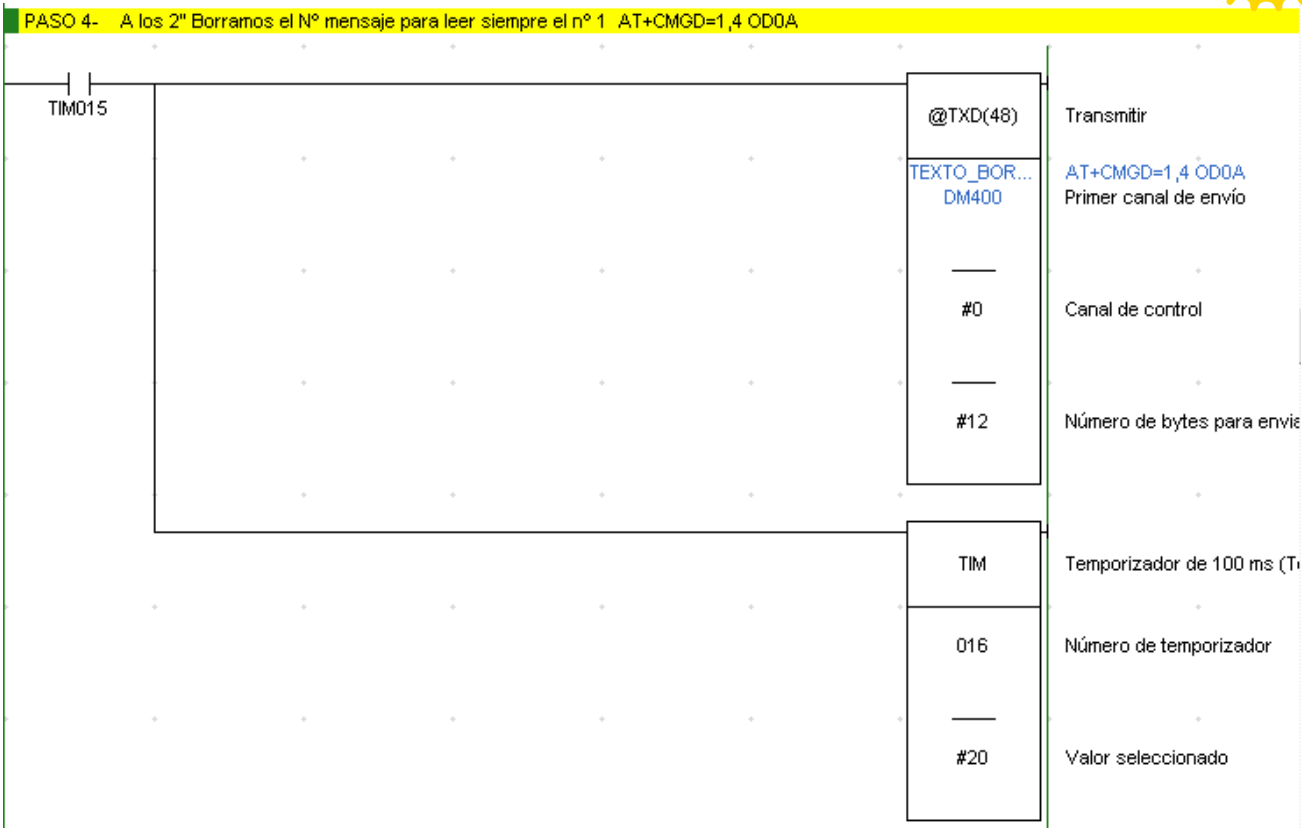 PASO 4- A los 2" Borramos el Nº mensaje para leer siempre el nº 1 AT+CMGD=1,4 OD0A
TIM015
@TXD(48) Transmitir
TEXTO_BOR... AT+CMGD=1,4 OD0A
DM400 Primer canal de envío
#0 Canal de control
#12 Número de bytes para
TIM Temporizador de 100 ms
016 Número de temporizador
#20 Valor seleccionado